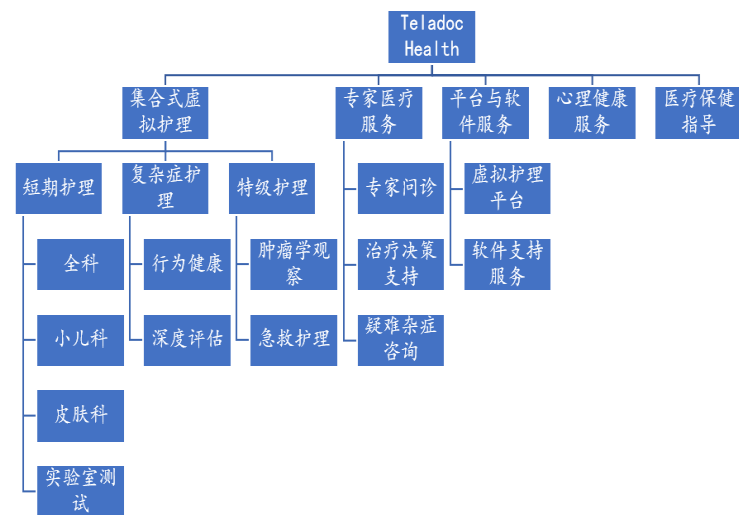 Teladoc
Health
集合式虚
拟护理
专家医疗
服务
平台与软
件服务
心理健康
服务
医疗保健
指导
短期护理
复杂症护
理
特级护理
专家问诊
虚拟护理
平台
全科
行为健康
肿瘤学观
察
治疗决策
支持
软件支持
服务
小儿科
深度评估
急救护理
疑难杂症
咨询
皮肤科
实验室测
试